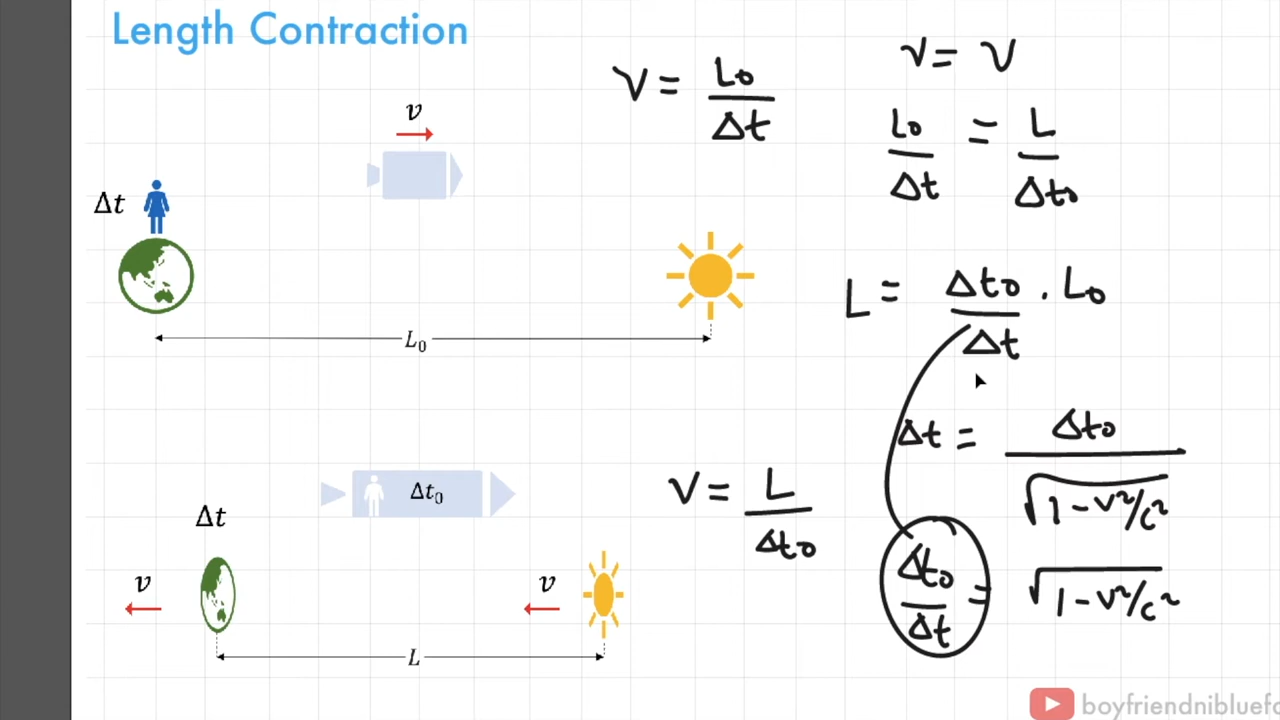 Length Contraction
v
Δt
L₀
V = L₀/Δt
v = v
L₀/Δt = L/Δt₀
L = Δt₀/Δt . L₀
Δt = Δt₀/√1-v²/c²
Δt₀/Δt = √1-v²/c²
Δt₀
Δt
v
v
L
V = L/Δt₀